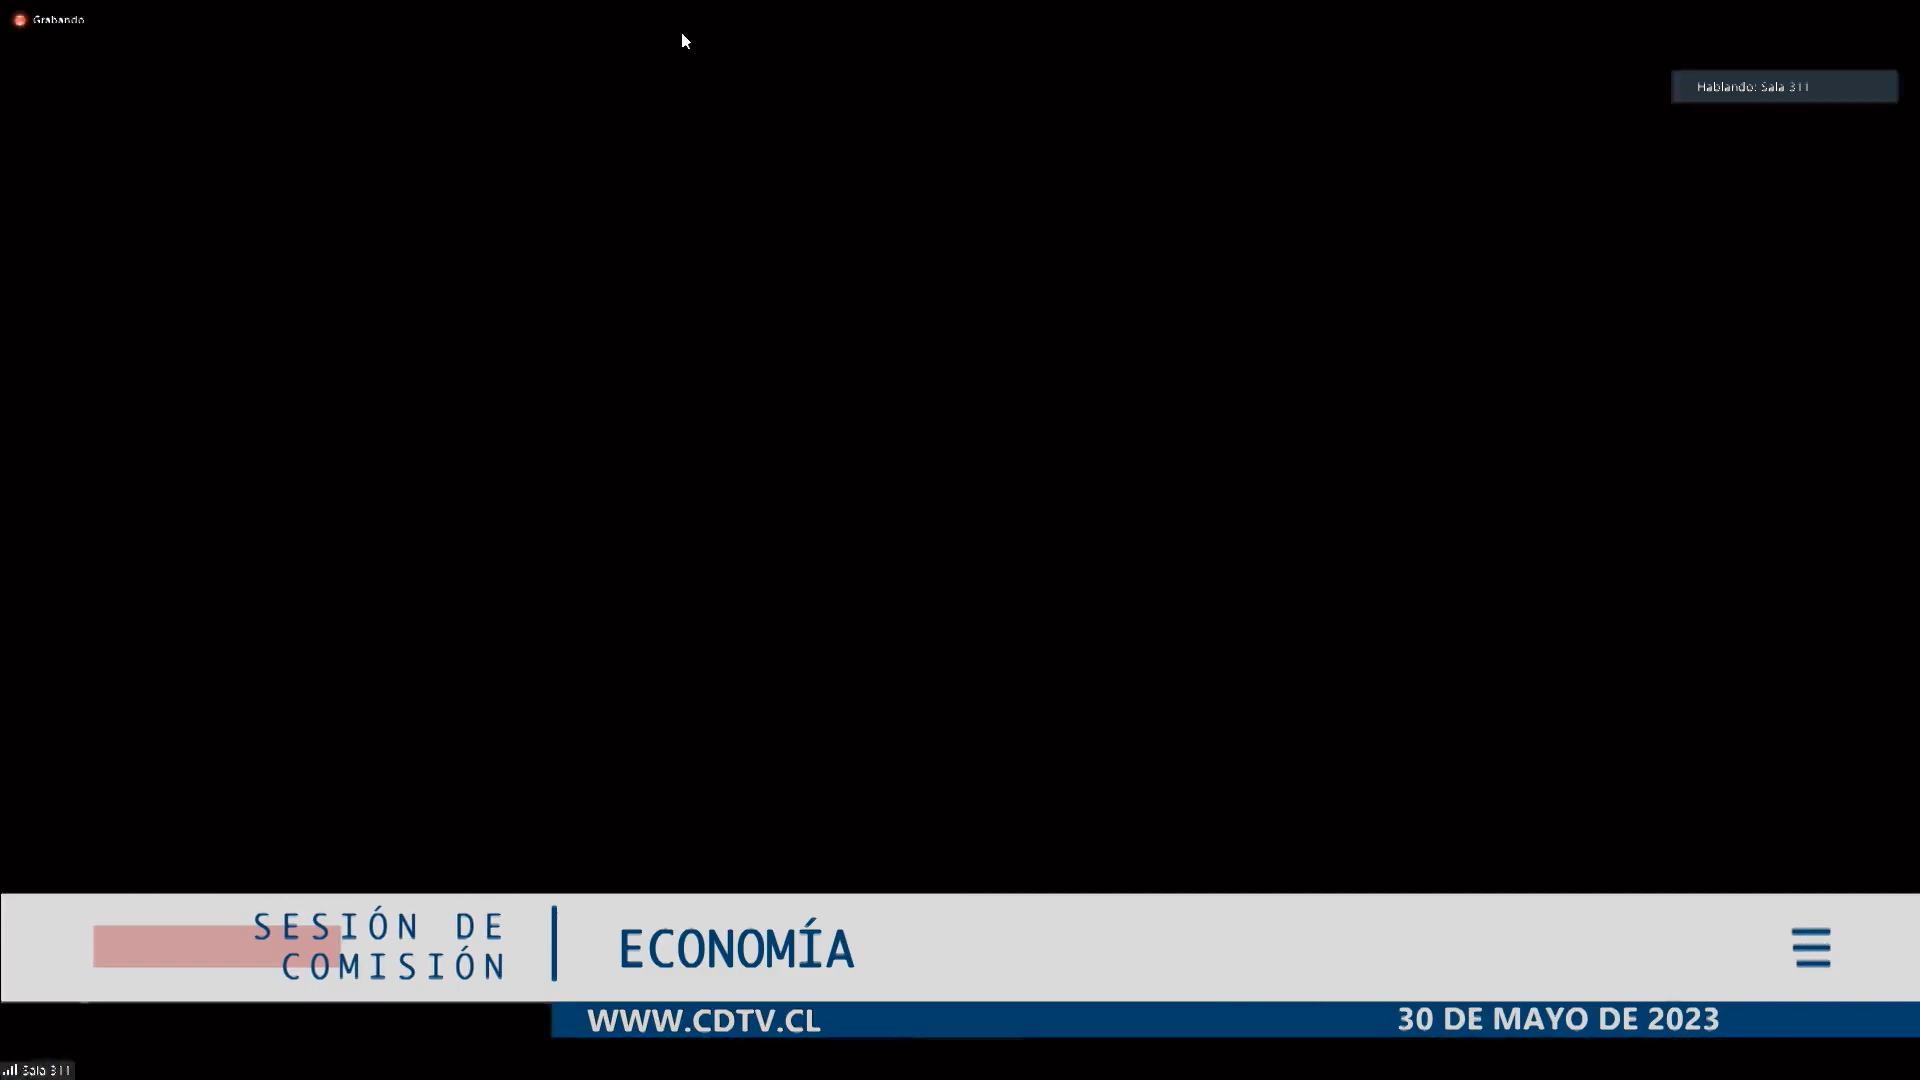 Grabando
Hablando: Sala 311
SESIÓN DE
COMISIÓN
ECONOMÍA
WWW.CDTV.CL
30 DE MAYO DE 2023
Sala 311